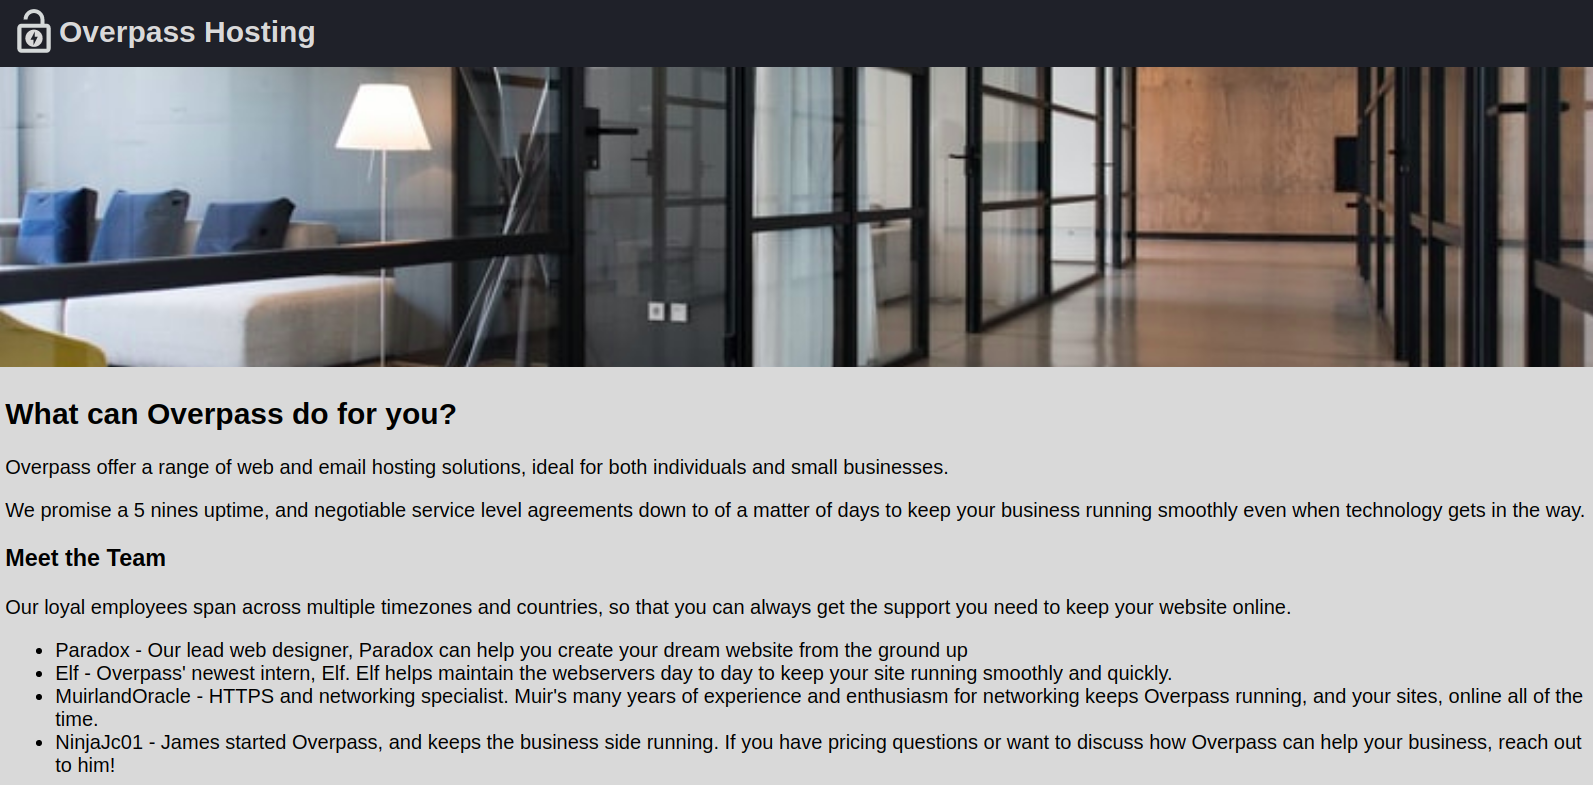 Overpass Hosting
What can Overpass do for you?
Overpass offer a range of web and email hosting solutions, ideal for both individuals and small businesses.
We promise a 5 nines uptime, and negotiable service level agreements down to of a matter of days to keep your business running smoothly even when technology gets in the way.
Meet the Team
Our loyal employees span across multiple timezones and countries, so that you can always get the support you need to keep your website online.
• Paradox - Our lead web designer, Paradox can help you create your dream website from the ground up
• Elf - Overpass' newest intern, Elf. Elf helps maintain the webservers day to day to keep your site running smoothly and quickly.
• MuirlandOracle - HTTPS and networking specialist. Muir's many years of experience and enthusiasm for networking keeps Overpass running, and your sites, online all of the
time.
• NinjaJc01 - James started Overpass, and keeps the business side running. If you have pricing questions or want to discuss how Overpass can help your business, reach out
to him!